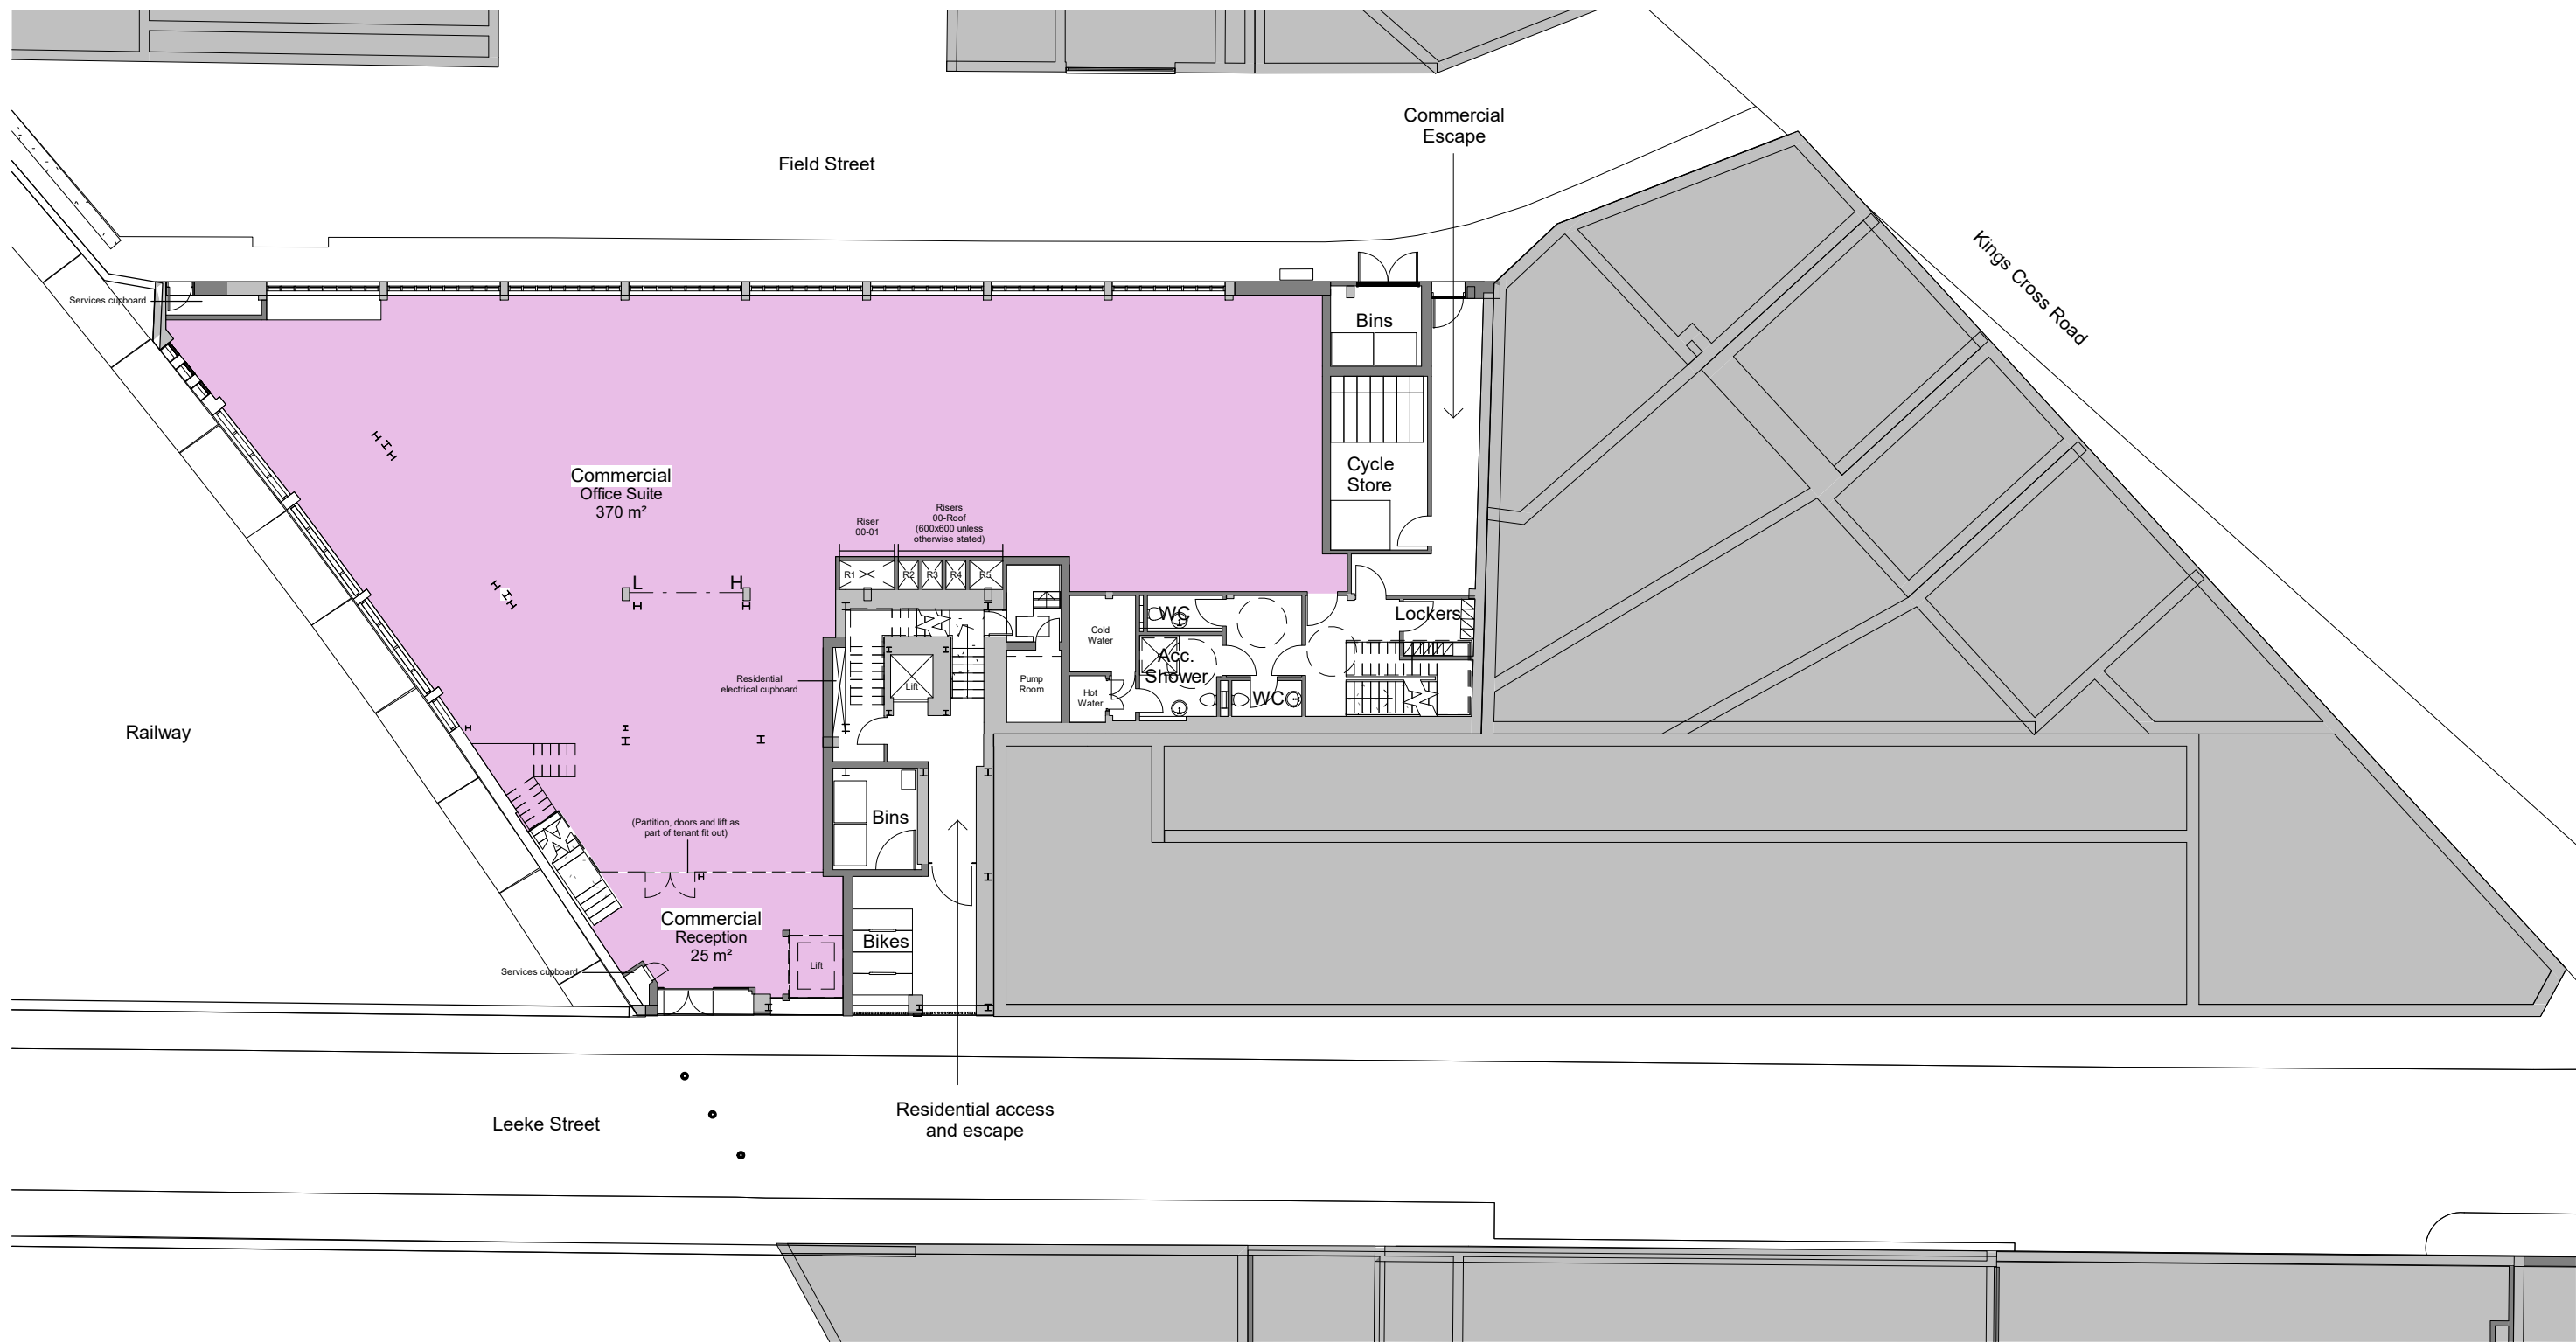 Commercial
Escape
Field Street
Kings Cross Road
Services cupboard
Bins
Cycle
Store
Commercial
Office Suite
370 m²
Riser
00-01
Risers
00-Roof
(600x600 unless
otherwise stated)
R1
R2
R3
R4
R5
L
H
WC
Lockers
Cold
Water
Acc.
Shower
Residential
electrical cupboard
Lift
Pump
Room
Hot
Water
WC
Railway
Bins
(Partition, doors and lift as
part of tenant fit out)
Commercial
Reception
25 m²
Bikes
Lift
Services cupboard
Leeke Street
Residential access
and escape